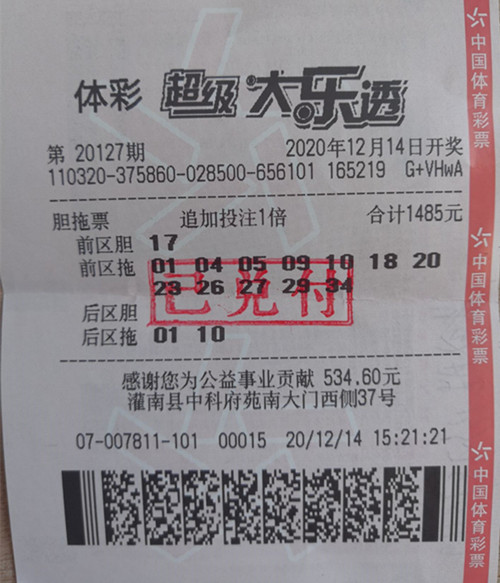 体彩 超级大乐透
第 20127期 2020年12月14日开奖
110320-375860-028500-656101 165219 G+VHwA
胆拖票 追加投注1倍 合计1485元
前区胆 17
前区拖 01 04 05 09 10 18 20
23 26 27 29 34
已兑付
后区胆
后区拖 01 10
感谢您为公益事业贡献 534.60元
灌南县中科府苑南大门西侧37号
07-007811-101 00015 20/12/14 15:21:21
中国体育彩票
中国体育彩票
中国体育彩票